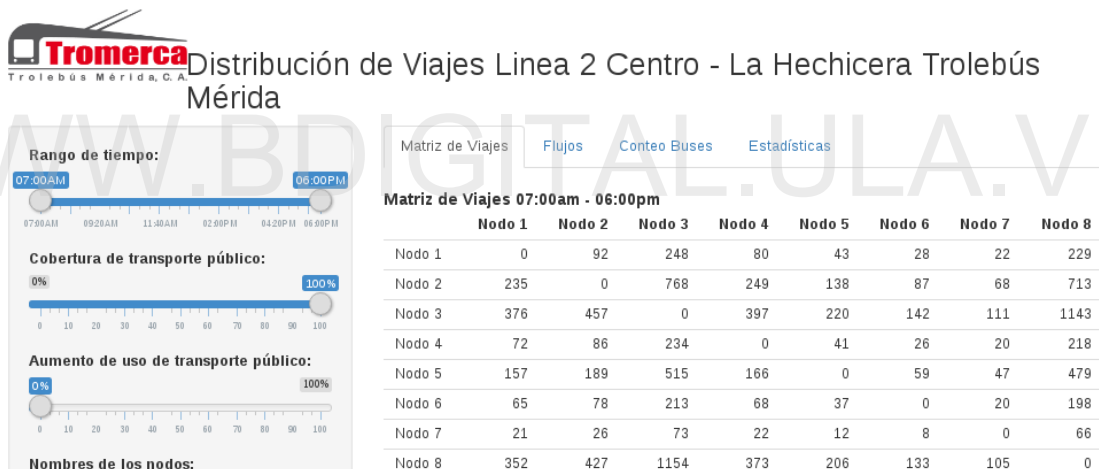 Tromerca
Trolebús Mérida, C. A.
Distribución de Viajes Linea 2 Centro - La Hechicera Trolebús
Mérida
WWW.BDIGITAL.ULA.V
Rango de tiempo:
07:00AM 06:00PM
07:00AM 09:20AM 11:40AM 02:00PM 04:20PM 06:00PM
Cobertura de transporte público:
0% 100%
0 10 20 30 40 50 60 70 80 90 100
Aumento de uso de transporte público:
0% 100%
0 10 20 30 40 50 60 70 80 90 100
Nombres de los nodos:
Matriz de Viajes Flujos Conteo Buses Estadísticas
Matriz de Viajes 07:00am - 06:00pm
Nodo 1 Nodo 2 Nodo 3 Nodo 4 Nodo 5 Nodo 6 Nodo 7 Nodo 8
Nodo 1 0 92 248 80 43 28 22 229
Nodo 2 235 0 768 249 138 87 68 713
Nodo 3 376 457 0 397 220 142 111 1143
Nodo 4 72 86 234 0 41 26 20 218
Nodo 5 157 189 515 166 0 59 47 479
Nodo 6 65 78 213 68 37 0 20 198
Nodo 7 21 26 73 22 12 8 0 66
Nodo 8 352 427 1154 373 206 133 105 0